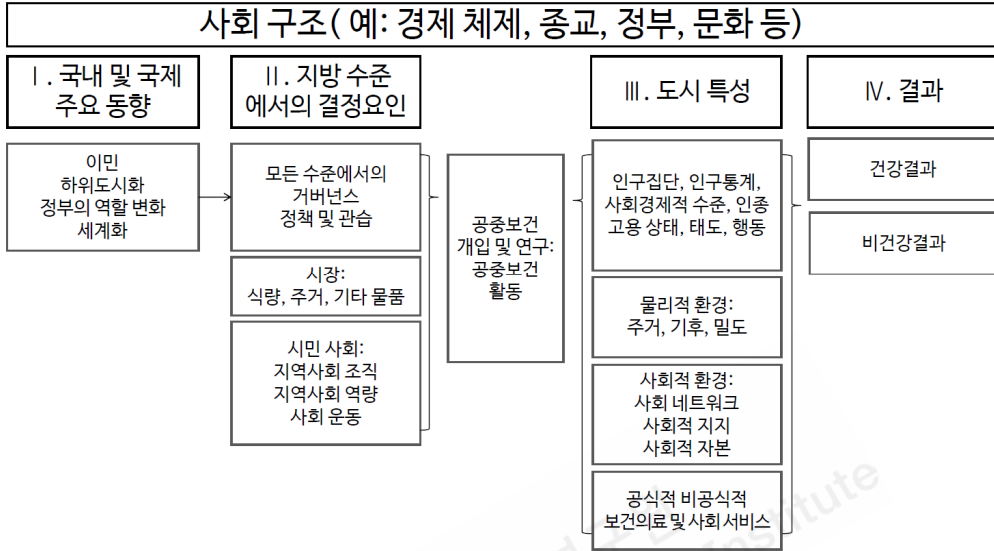 사회 구조( 예: 경제 체제, 종교, 정부, 문화 등)
Ⅰ. 국내 및 국제
주요 동향
Ⅱ. 지방 수준
에서의 결정요인
Ⅲ. 도시 특성
Ⅳ. 결과
이민
하위도시화
정부의 역할 변화
세계화
모든 수준에서의
거버넌스
정책 및 관습
시장:
식량, 주거, 기타 물품
시민 사회:
지역사회 조직
지역사회 역량
사회 운동
공중보건
개입 및 연구:
공중보건
활동
인구집단, 인구통계,
사회경제적 수준, 인종
고용 상태, 태도, 행동
물리적 환경:
주거, 기후, 밀도
사회적 환경:
사회 네트워크
사회적 지지
사회적 자본
공식적 비공식적
보건의료 및 사회 서비스
건강결과
비건강결과
Institute